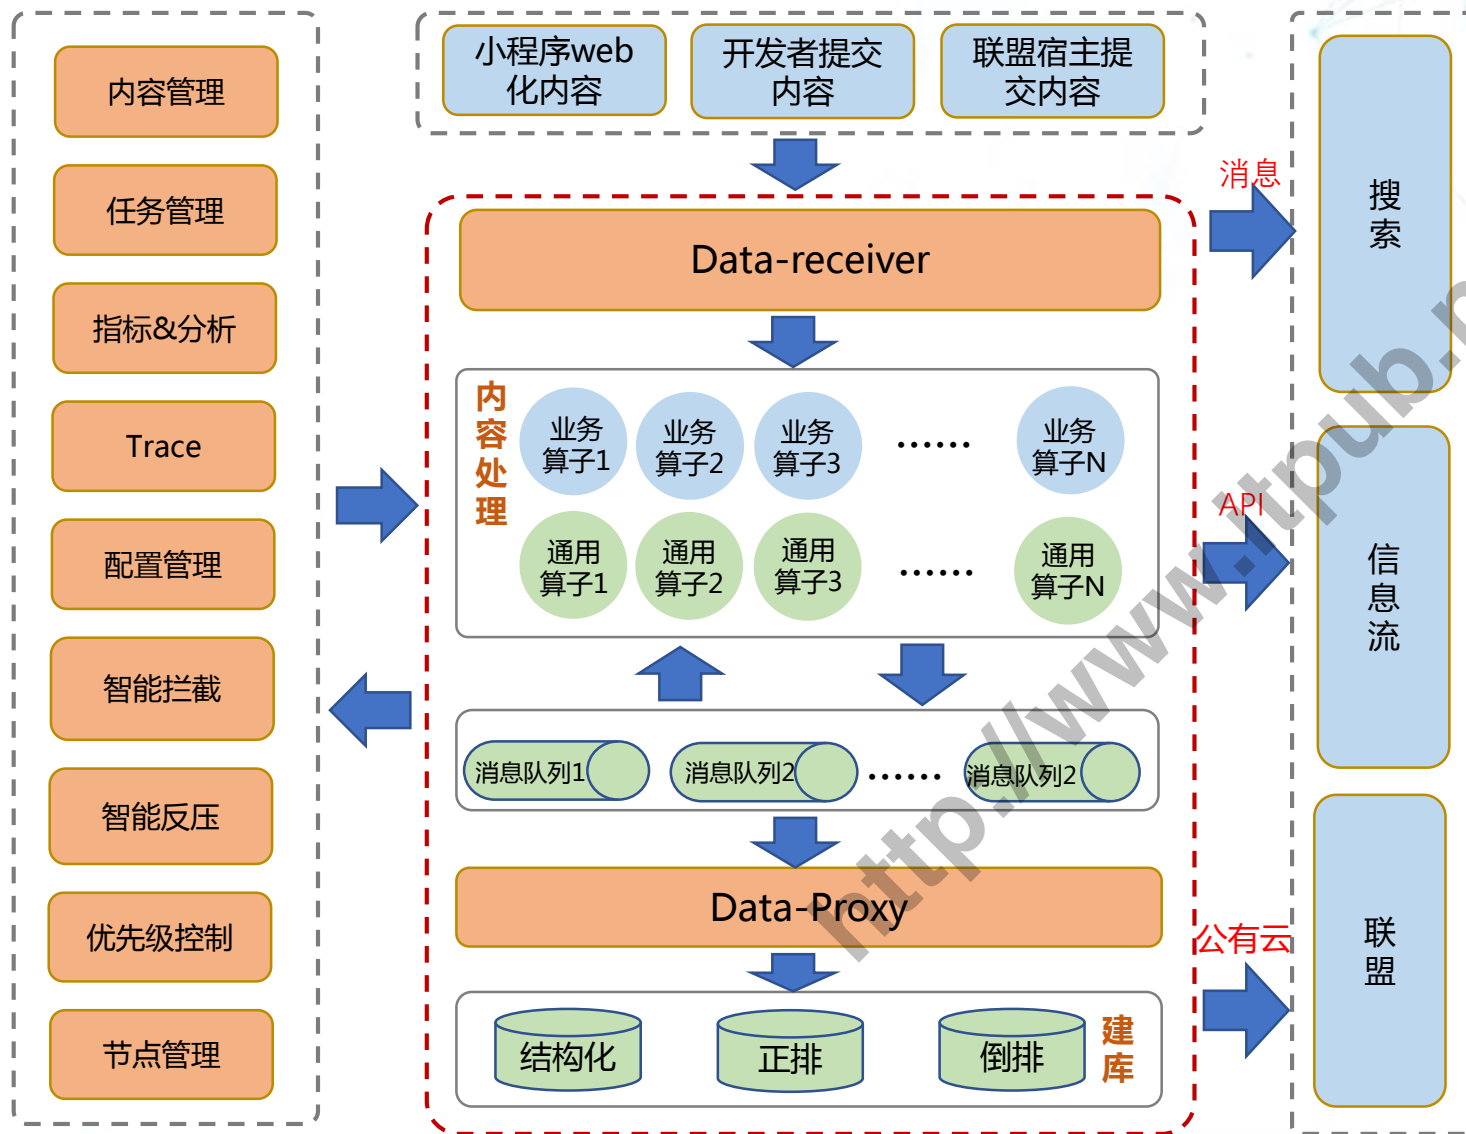 内容管理
任务管理
指标&分析
Trace
配置管理
智能拦截
智能反压
优先级控制
节点管理
小程序web
化内容
开发者提交
内容
联盟宿主提
交内容
Data-receiver
内容处理
业务
算子1
业务
算子2
业务
算子3
......
业务
算子N
通用
算子1
通用
算子2
通用
算子3
......
通用
算子N
消息队列1
消息队列2
......
消息队列2
Data-Proxy
结构化
正排
倒排
建库
消息
API
公有云
搜索
信息流
联盟